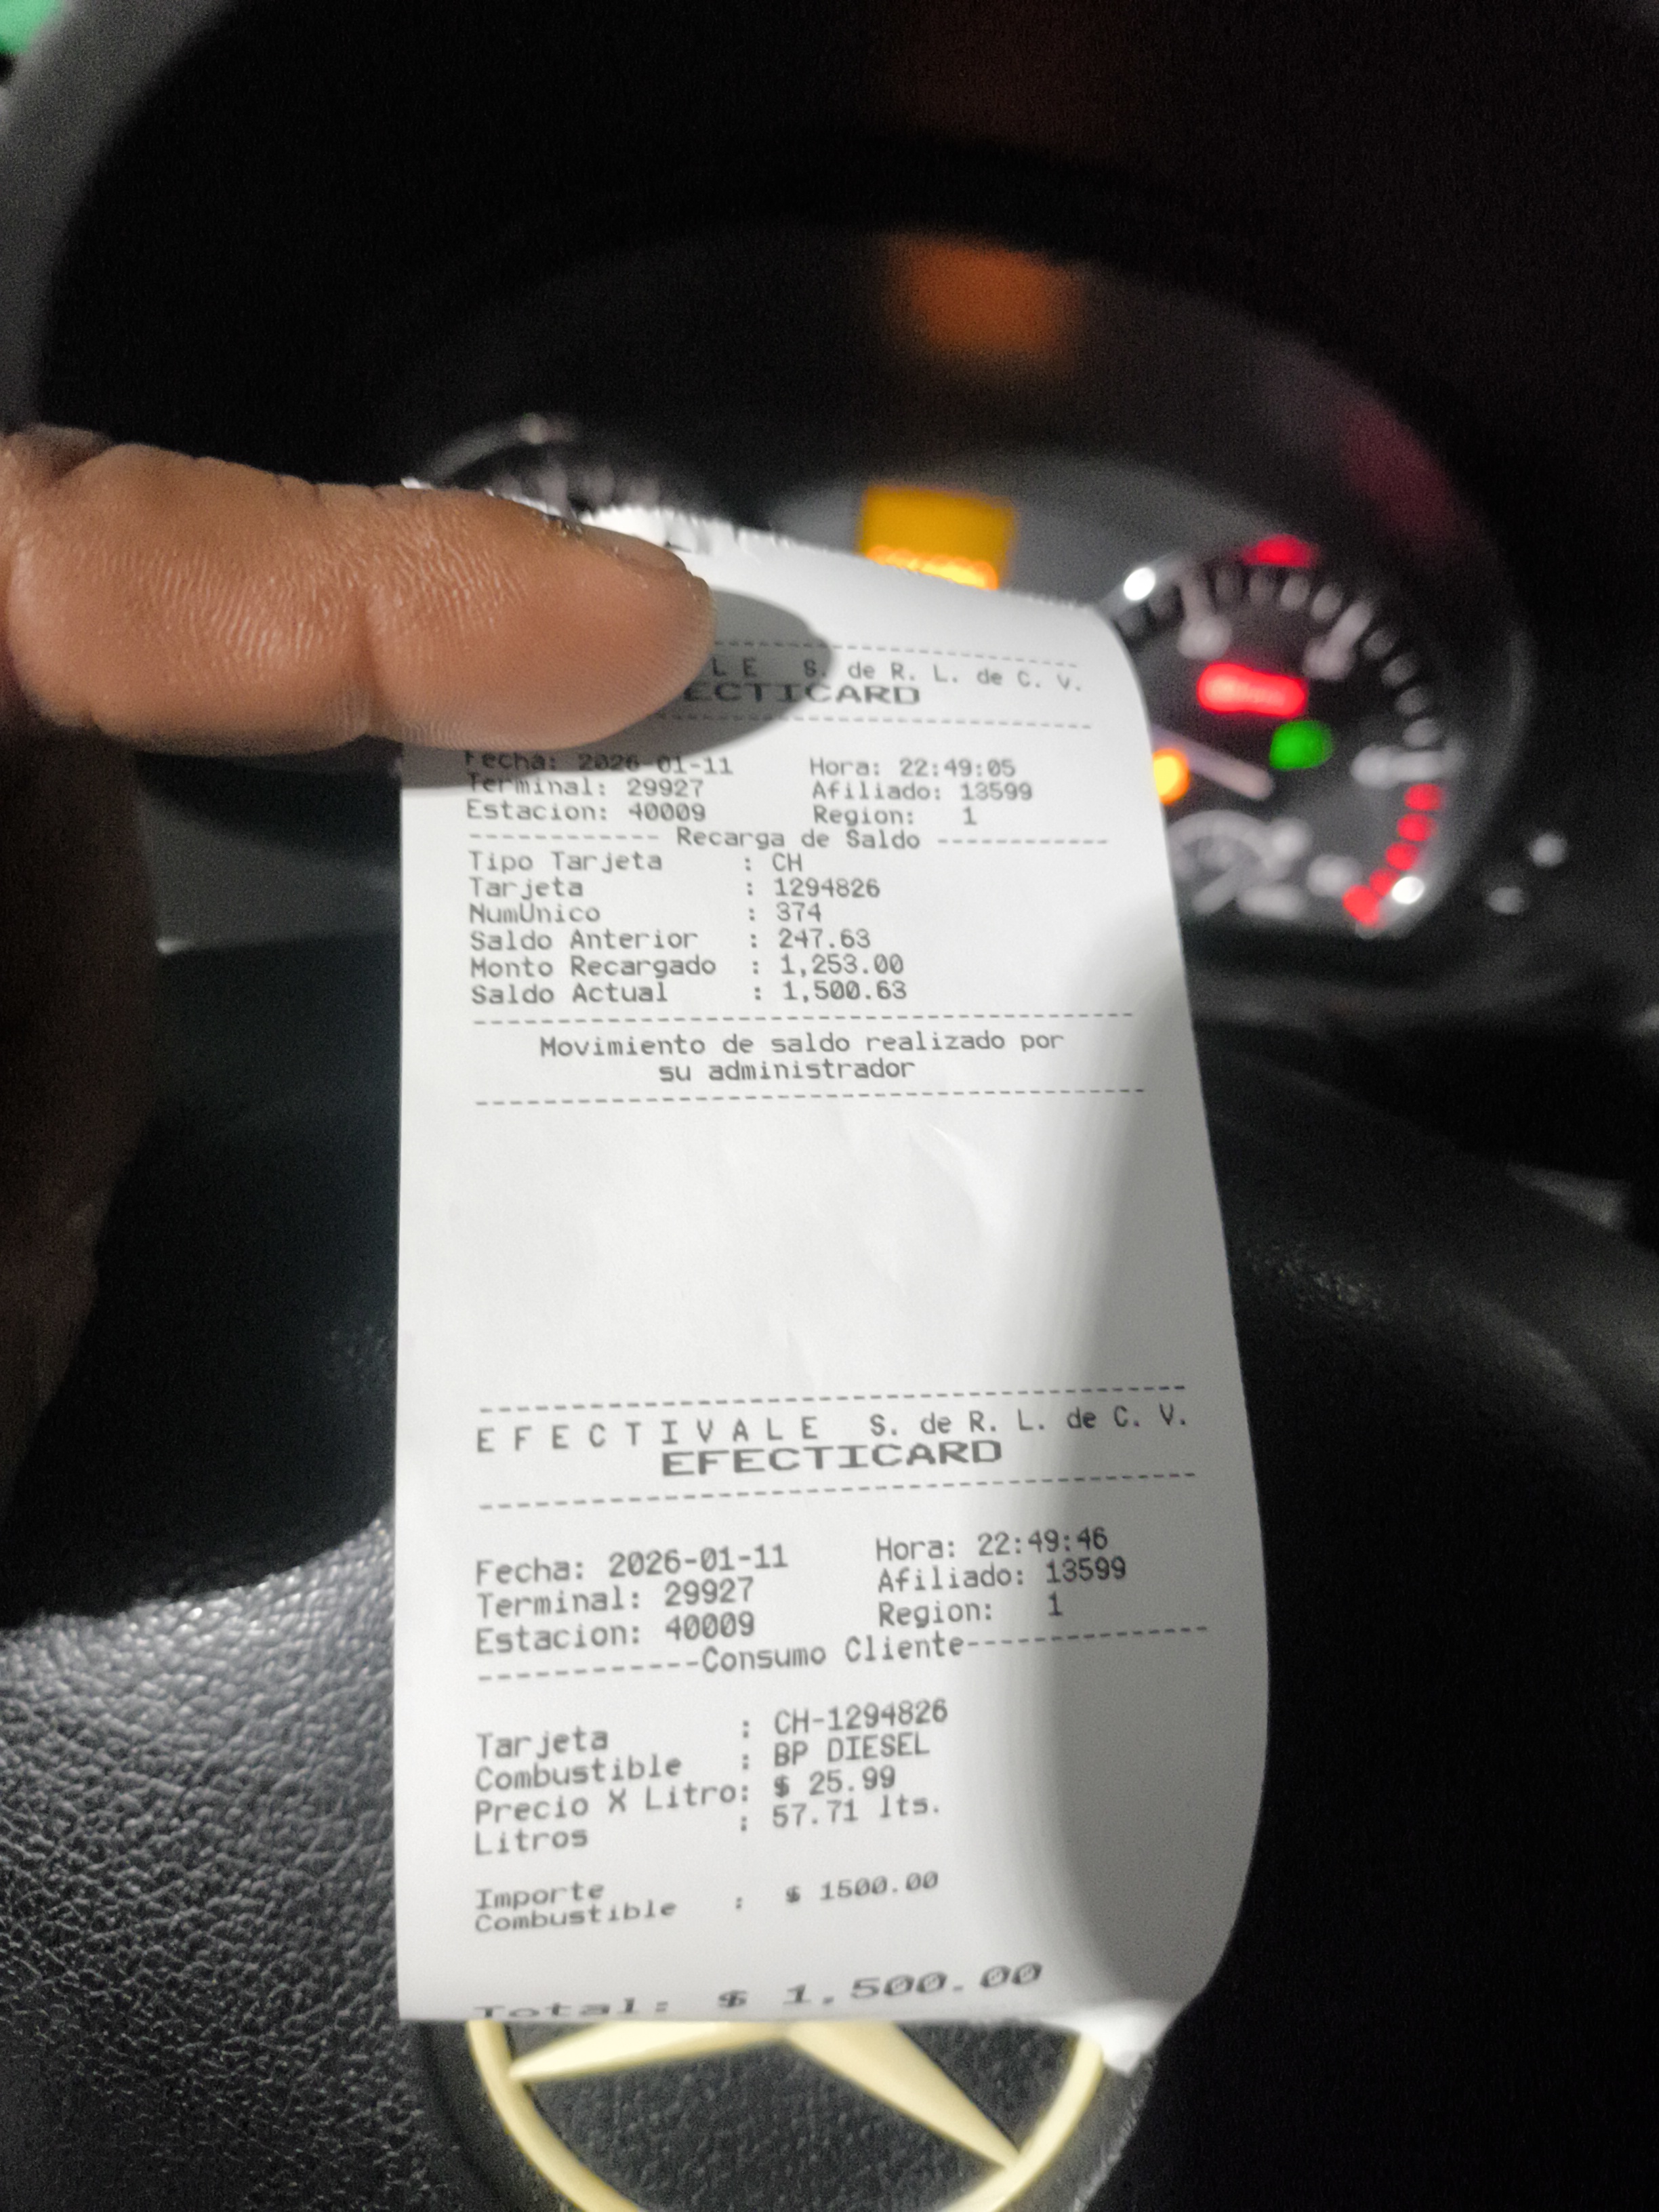 LE S. de R. L. de C. V.
ECTICARD
Fecha: 2026-01-11 Hora: 22:49:05
Terminal: 29927 Afiliado: 13599
Estacion: 40009 Region: 1
------------ Recarga de Saldo ------------
Tipo Tarjeta : CH
Tarjeta : 1294826
NumUnico : 374
Saldo Anterior : 247.63
Monto Recargado : 1,253.00
Saldo Actual : 1,500.63
Movimiento de saldo realizado por
su administrador
EFECTIVALE S. de R. L. de C. V.
EFECTICARD
Fecha: 2026-01-11 Hora: 22:49:46
Terminal: 29927 Afiliado: 13599
Estacion: 40009 Region: 1
------------Consumo Cliente--------------
Tarjeta : CH-1294826
Combustible : BP DIESEL
Precio X Litro: $ 25.99
Litros : 57.71 lts.
Importe
Combustible : $ 1500.00
Total: $ 1,500.00